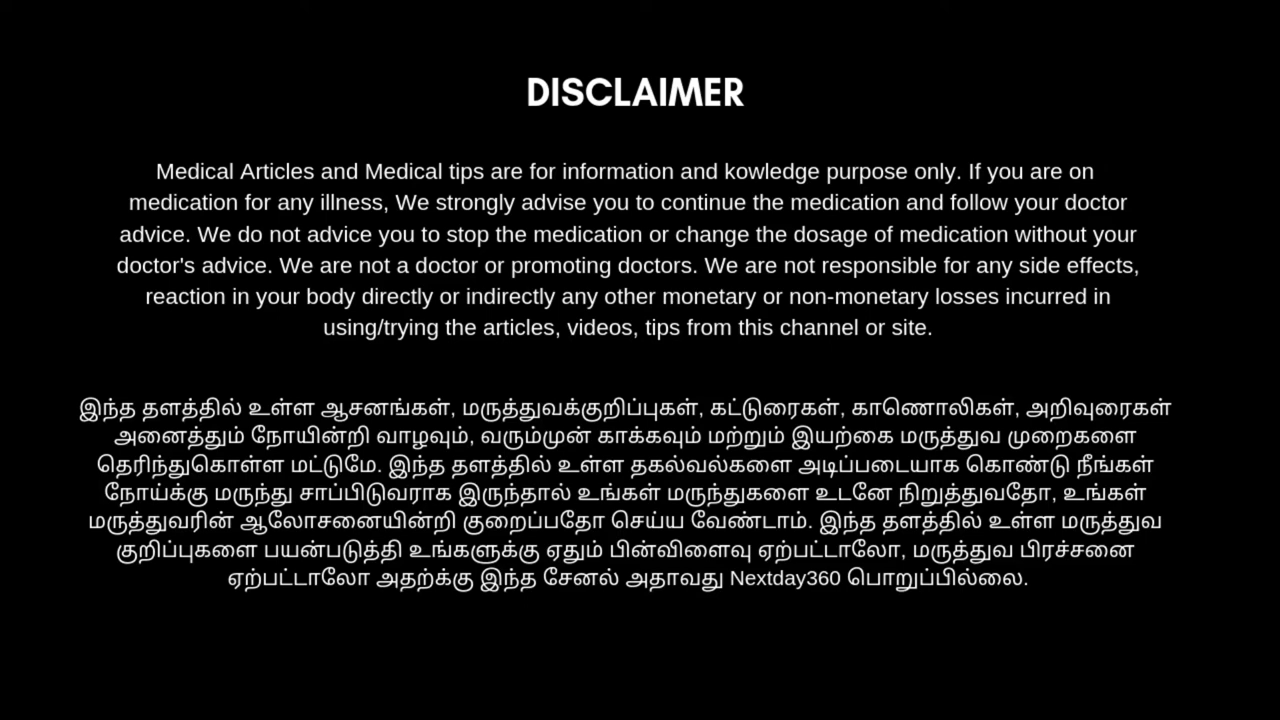 DISCLAIMER
Medical Articles and Medical tips are for information and kowledge purpose only. If you are on
medication for any illness, We strongly advise you to continue the medication and follow your doctor
advice. We do not advice you to stop the medication or change the dosage of medication without your
doctor's advice. We are not a doctor or promoting doctors. We are not responsible for any side effects,
reaction in your body directly or indirectly any other monetary or non-monetary losses incurred in
using/trying the articles, videos, tips from this channel or site.
இந்த தளத்தில் உள்ள ஆசனங்கள், மருத்துவக்குறிப்புகள், கட்டுரைகள், காணொலிகள், அறிவுரைகள்
அனைத்தும் நோயின்றி வாழவும், வரும்முன் காக்கவும் மற்றும் இயற்கை மருத்துவ முறைகளை
தெரிந்துகொள்ள மட்டுமே. இந்த தளத்தில் உள்ள தகல்வல்களை அடிப்படையாக கொண்டு நீங்கள்
நோய்க்கு மருந்து சாப்பிடுவராக இருந்தால் உங்கள் மருந்துகளை உடனே நிறுத்துவதோ, உங்கள்
மருத்துவரின் ஆலோசனையின்றி குறைப்பதோ செய்ய வேண்டாம். இந்த தளத்தில் உள்ள மருத்துவ
குறிப்புகளை பயன்படுத்தி உங்களுக்கு ஏதும் பின்விளைவு ஏற்பட்டாலோ, மருத்துவ பிரச்சனை
ஏற்பட்டாலோ அதற்க்கு இந்த சேனல் அதாவது Nextday360 பொறுப்பில்லை.